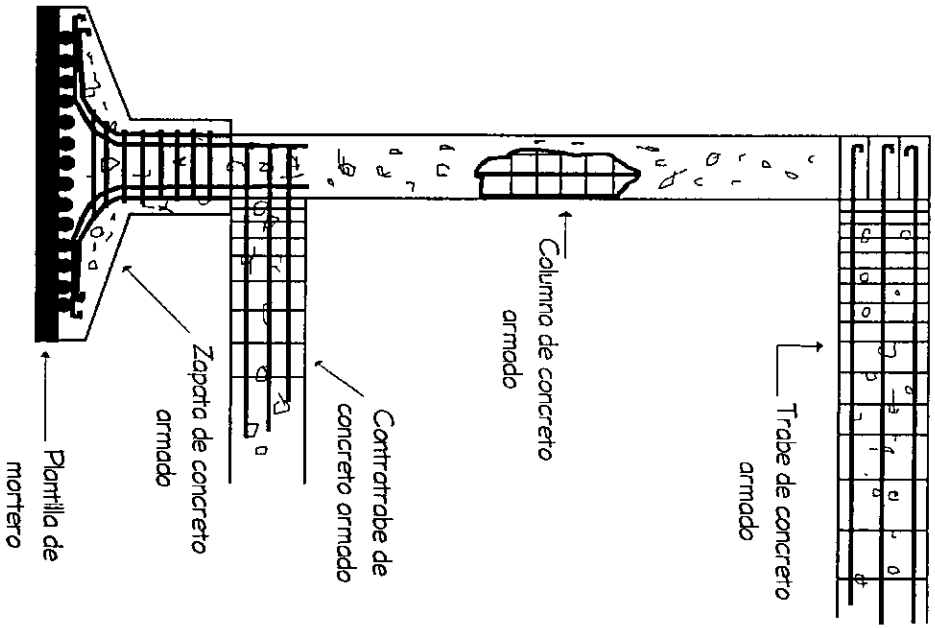 Trabe de concreto
armado
Columna de concreto
armado
Contratrabe de
concreto armado
Zapata de concreto
armado
Plantilla de
mortero